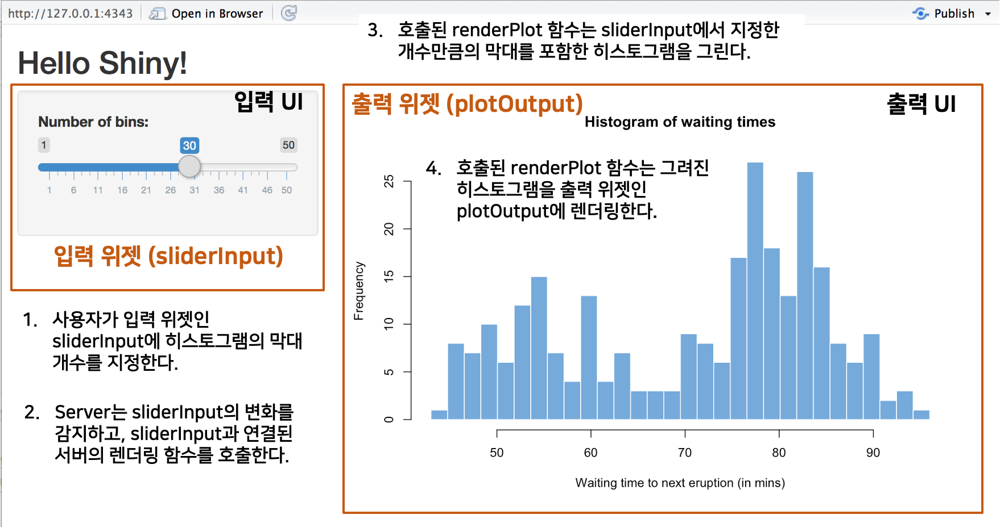 http://127.0.0.1:4343
Open in Browser
Publish
3. 호출된 renderPlot 함수는 sliderInput에서 지정한
개수만큼의 막대를 포함한 히스토그램을 그린다.
Hello Shiny!
입력 UI
Number of bins:
1
30
50
1 6 11 16 21 26 31 36 41 46 50
입력 위젯 (sliderInput)
1. 사용자가 입력 위젯인
sliderInput에 히스토그램의 막대
개수를 지정한다.
2. Server는 sliderInput의 변화를
감지하고, sliderInput과 연결된
서버의 렌더링 함수를 호출한다.
출력 위젯 (plotOutput)
출력 UI
Histogram of waiting times
4. 호출된 renderPlot 함수는 그려진
히스토그램을 출력 위젯인
plotOutput에 렌더링한다.
Frequency
25
20
15
10
5
0
50 60 70 80 90
Waiting time to next eruption (in mins)